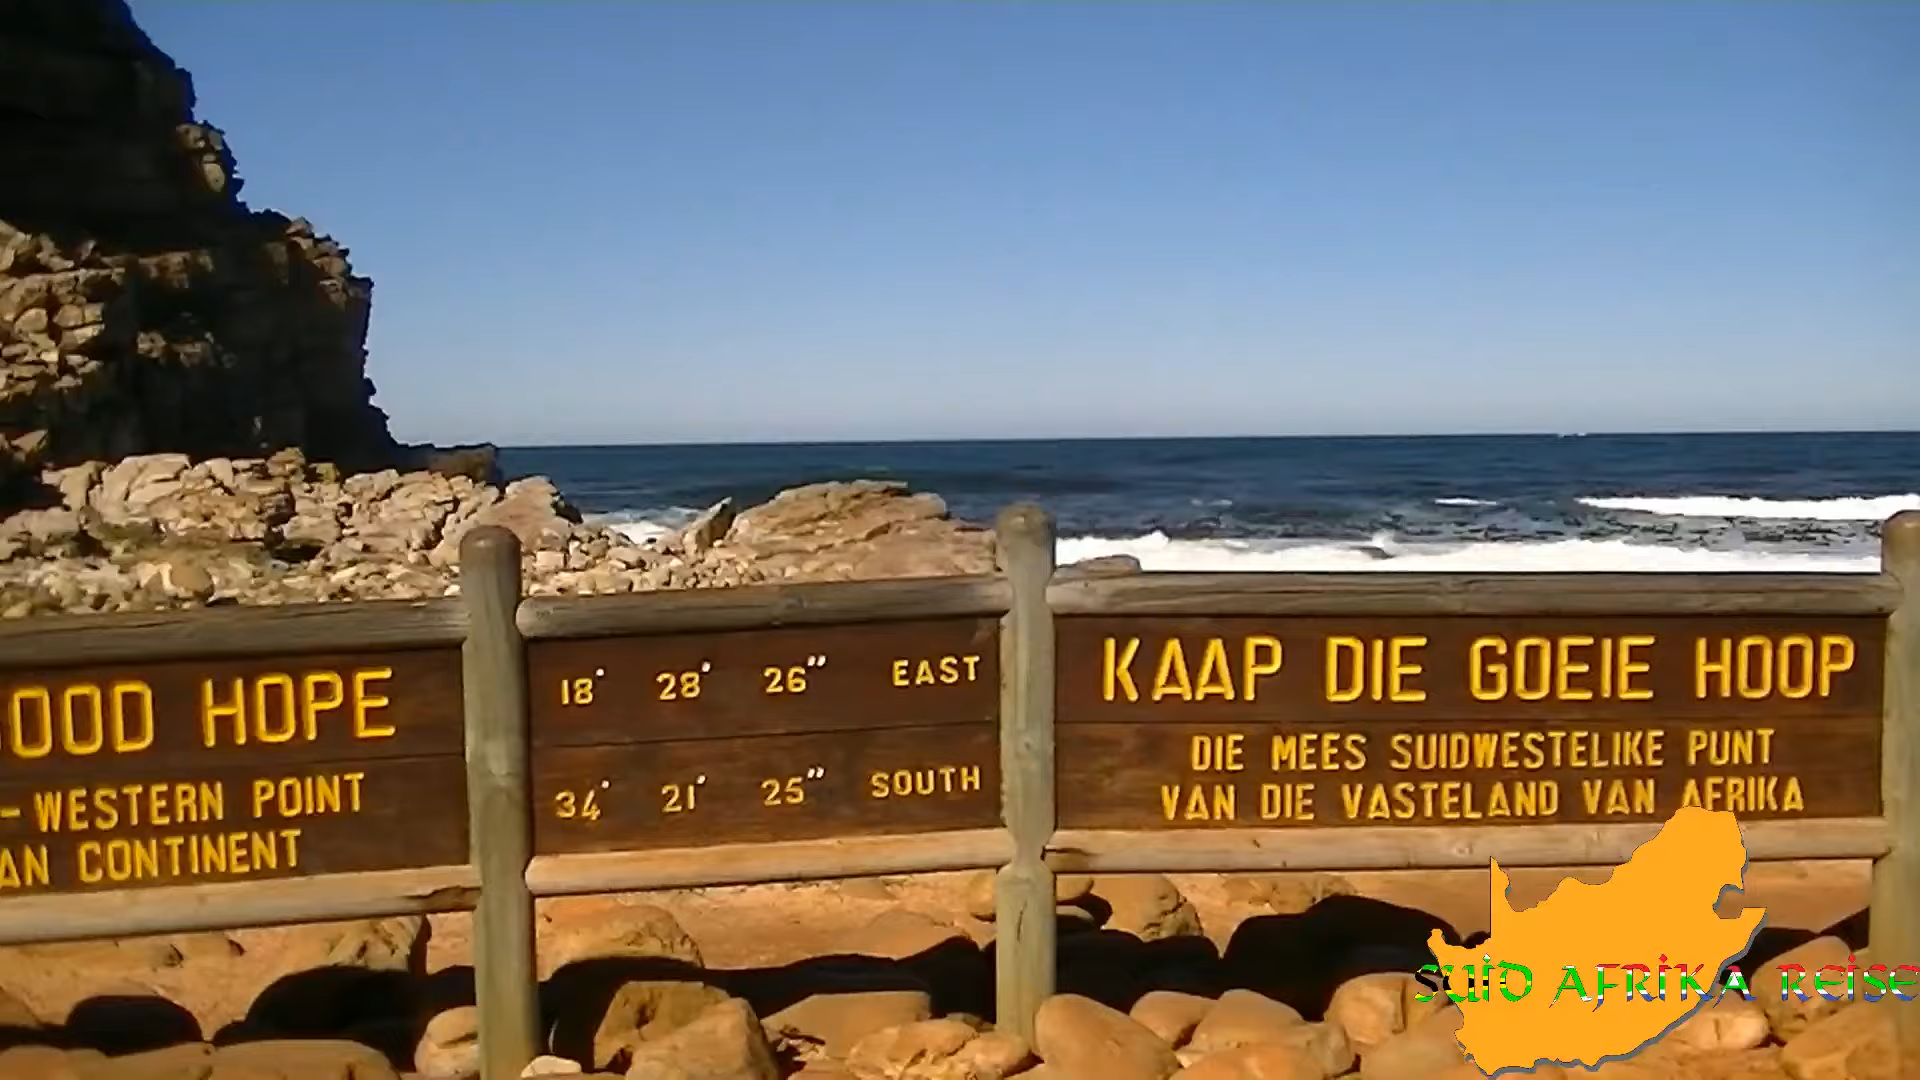 GOOD HOPE
-WESTERN POINT
AN CONTINENT
18° 28' 26" EAST
34° 21' 25" SOUTH
KAAP DIE GOEIE HOOP
DIE MEES SUIDWESTELIKE PUNT
VAN DIE VASTELAND VAN AFRIKA
SUID AFRIKA REISE